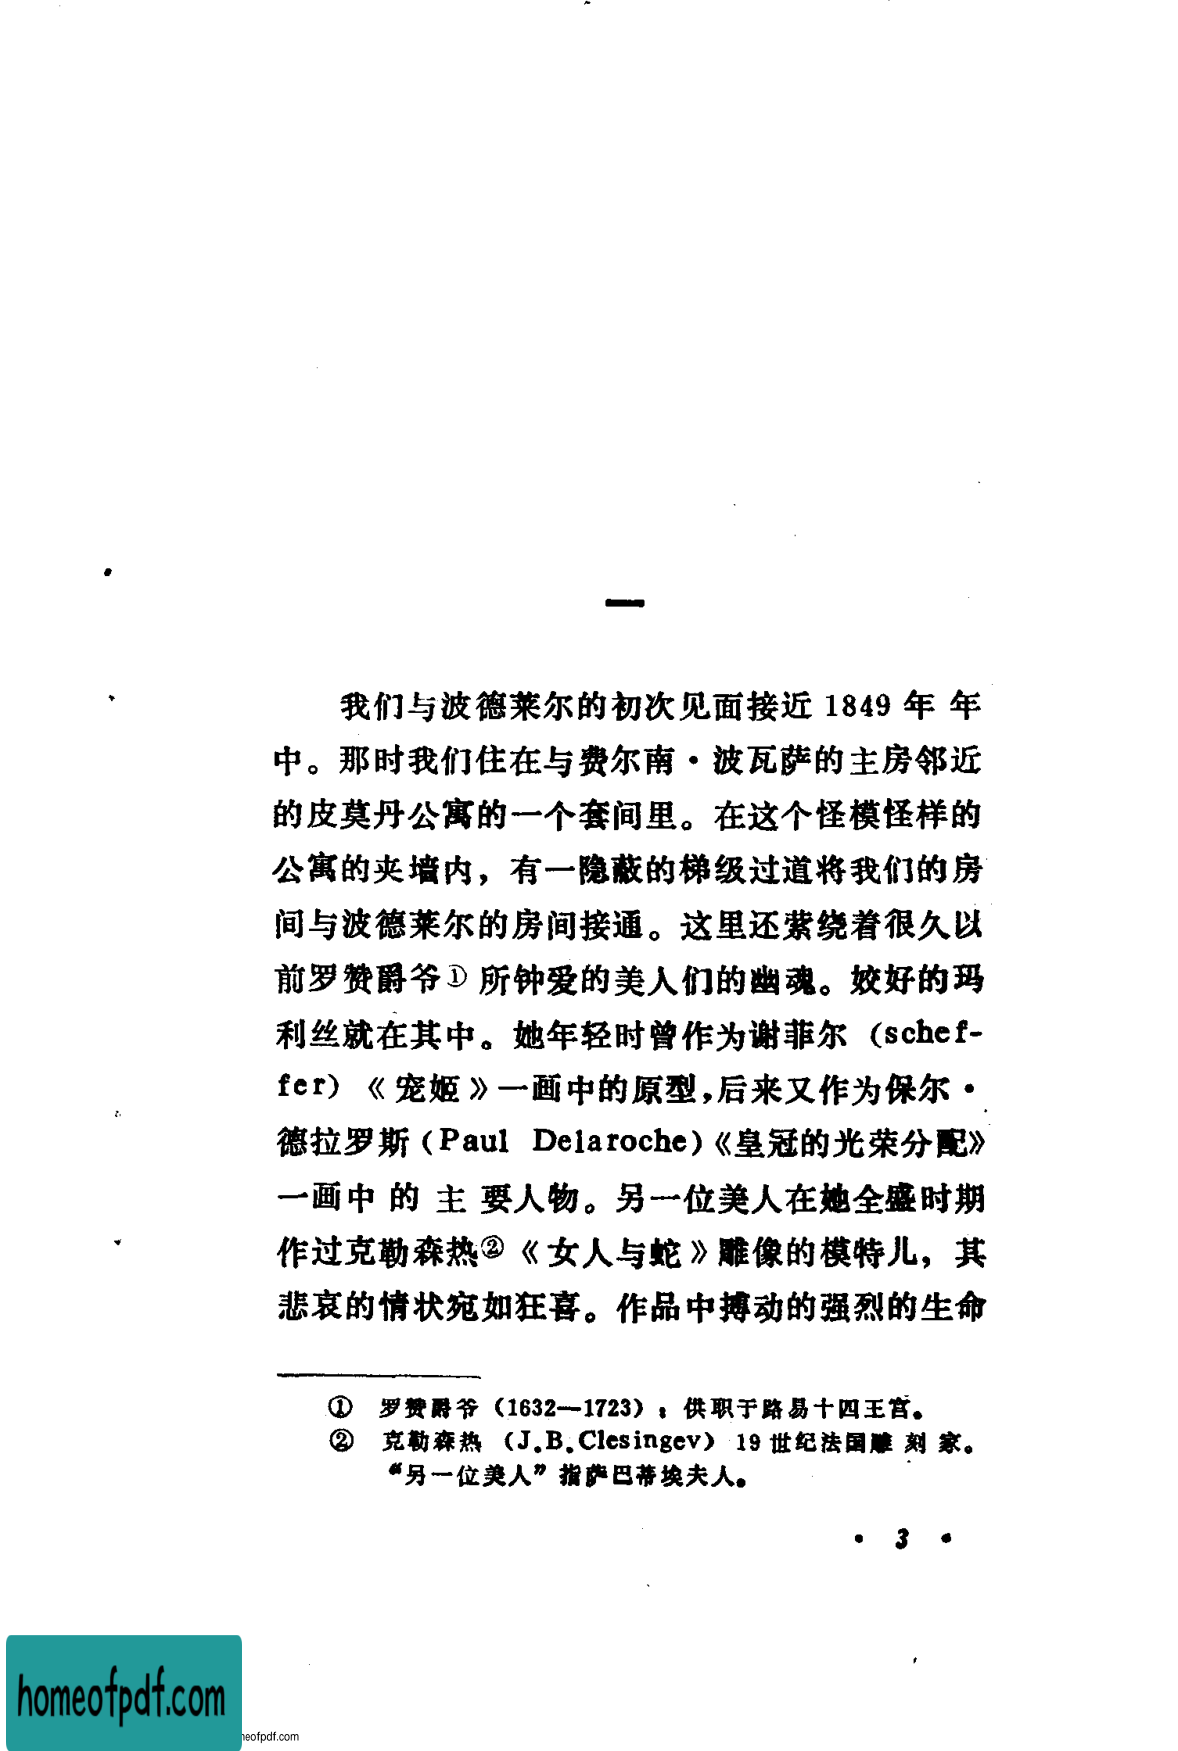 一
我们与波德莱尔的初次见面接近 1849 年 年
中。那时我们住在与费尔南·波瓦萨的主房邻近
的皮莫丹公寓的一个套间里。在这个怪模怪样的
公寓的夹墙内，有一隐蔽的梯级过道将我们的房
间与波德莱尔的房间接通。这里还萦绕着很久以
前罗赞爵爷①所钟爱的美人们的幽魂。姣好的玛
利丝就在其中。她年轻时曾作为谢菲尔（schef-
fer）《宠姬》一画中的原型，后来又作为保尔·
德拉罗斯（Paul Delaroche）《皇冠的光荣分配》
一画中 的 主 要人物。另一位美人在她全盛时期
作过克勒森热②《女人与蛇》雕像的模特儿，其
悲哀的情状宛如狂喜。作品中搏动的强烈的生命
① 罗赞爵爷（1632—1723）：供职于路易十四王宫。
② 克勒森热（J.B.Clesingev）19 世纪法国雕 刻 家。
“另一位美人”指萨巴蒂埃夫人。
· 3 ·
homeofpdf.com
heofpdf.com